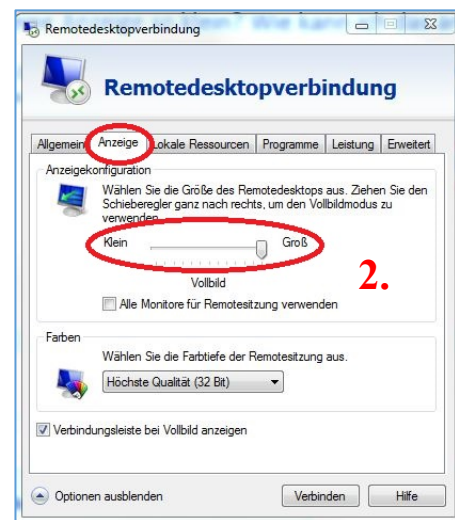 Remotedesktopverbindung
Remotedesktopverbindung
Allgemein Anzeige Lokale Ressourcen Programme Leistung Erweitert
Anzeigekonfiguration
Wählen Sie die Größe des Remotedesktops aus. Ziehen Sie den
Schieberegler ganz nach rechts, um den Vollbildmodus zu
verwenden.
Klein Groß
Vollbild
2.
Alle Monitore für Remotesitzung verwenden
Farben
Wählen Sie die Farbtiefe der Remotesitzung aus.
Höchste Qualität (32 Bit)
Verbindungsleiste bei Vollbild anzeigen
Optionen ausblenden Verbinden Hilfe